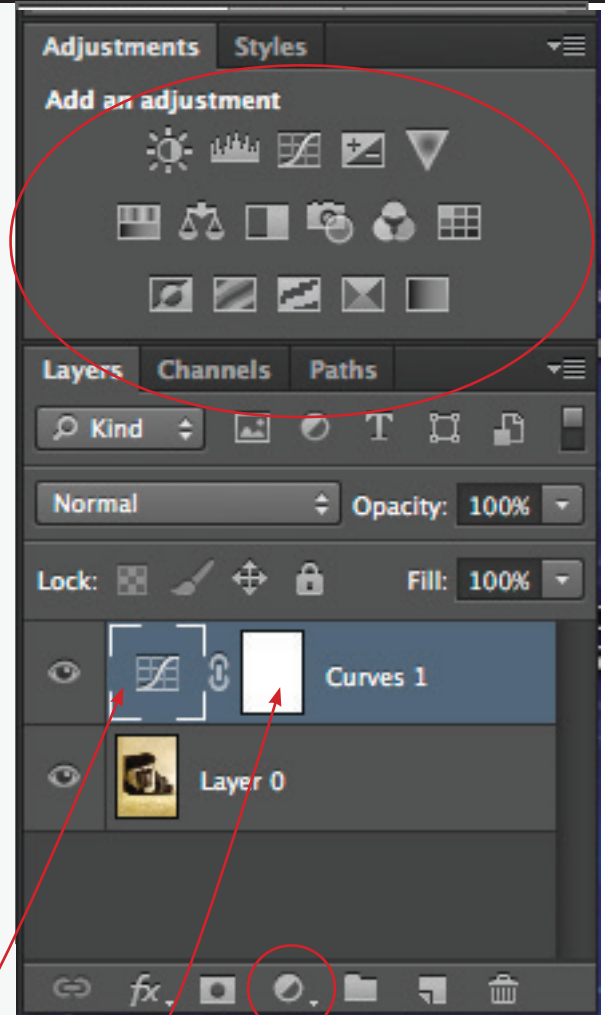 Adjustments Styles
Add an adjustment
Layers Channels Paths
Kind
Normal Opacity: 100%
Lock: Fill: 100%
Curves 1
Layer 0
fx